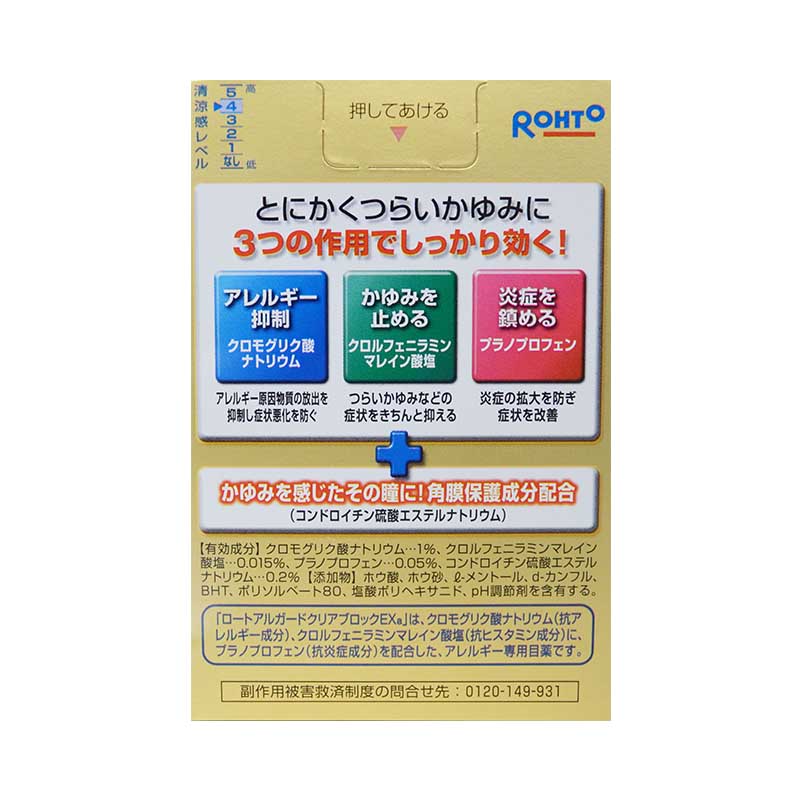 清涼感レベル
5 高
4
3
2
1
なし 低
押してあける
ROHTO
とにかくつらいかゆみに
3つの作用でしっかり効く!
アレルギー
抑制
クロモグリク酸
ナトリウム
アレルギー原因物質の放出を
抑制し症状悪化を防ぐ
かゆみを
止める
クロルフェニラミン
マレイン酸塩
つらいかゆみなどの
症状をきちんと抑える
炎症を
鎮める
プラノプロフェン
炎症の拡大を防ぎ
症状を改善
かゆみを感じたその瞳に!角膜保護成分配合
(コンドロイチン硫酸エステルナトリウム)
【有効成分】クロモグリク酸ナトリウム…1%、クロルフェニラミンマレイン
酸塩…0.015%、プラノプロフェン…0.05%、コンドロイチン硫酸エステル
ナトリウム…0.2%【添加物】ホウ酸、ホウ砂、ℓ-メントール、d-カンフル、
BHT、ポリソルベート80、塩酸ポリヘキサニド、pH調節剤を含有する。
「ロートアルガードクリアブロックEXa」は、クロモグリク酸ナトリウム(抗ア
レルギー成分)、クロルフェニラミンマレイン酸塩(抗ヒスタミン成分)に、
プラノプロフェン(抗炎症成分)を配合した、アレルギー専用目薬です。
副作用被害救済制度の問合せ先:0120-149-931